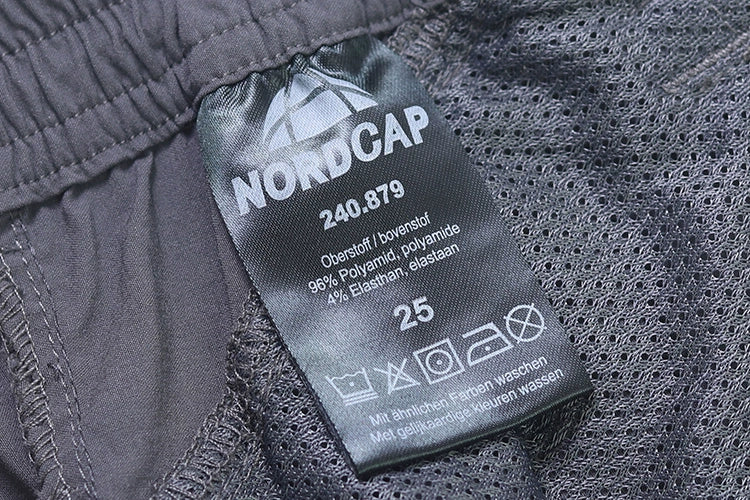 NORDCAP
240.879
Oberstoff / bovenstof
96% Polyamid, polyamide
4% Elasthan, elastaan
25
Mit ähnlichen Farben waschen
Met gelijkaardige kleuren wassen